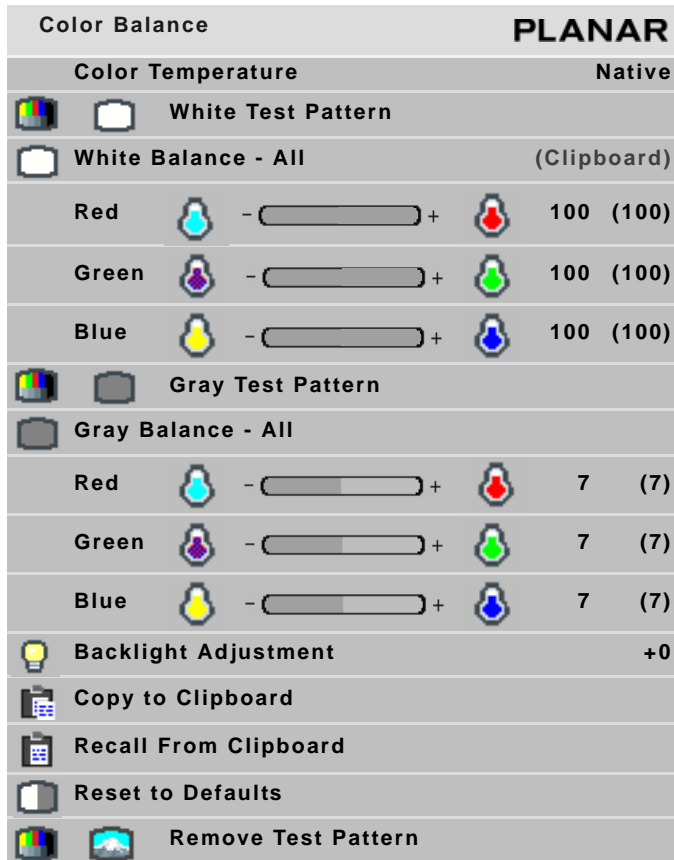 Color Balance PLANAR
Color Temperature Native
White Test Pattern
White Balance - All (Clipboard)
Red - + 100 (100)
Green - + 100 (100)
Blue - + 100 (100)
Gray Test Pattern
Gray Balance - All
Red - + 7 (7)
Green - + 7 (7)
Blue - + 7 (7)
Backlight Adjustment +0
Copy to Clipboard
Recall From Clipboard
Reset to Defaults
Remove Test Pattern